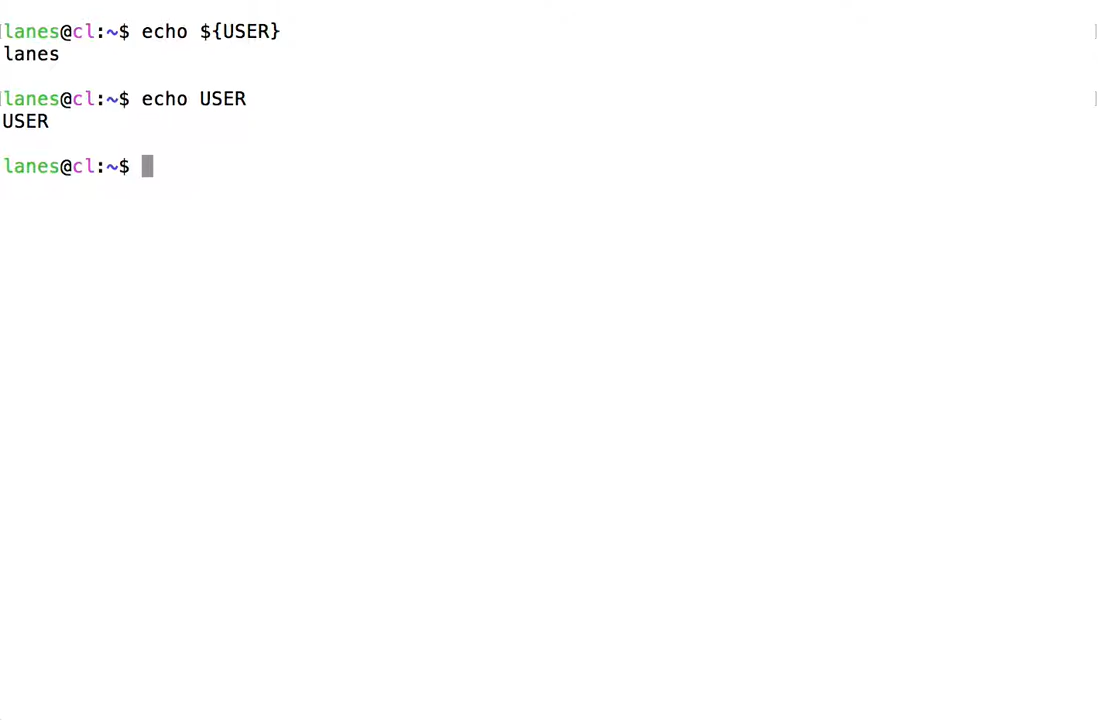 lanes@cl:~$ echo ${USER}
lanes
lanes@cl:~$ echo USER
USER
lanes@cl:~$